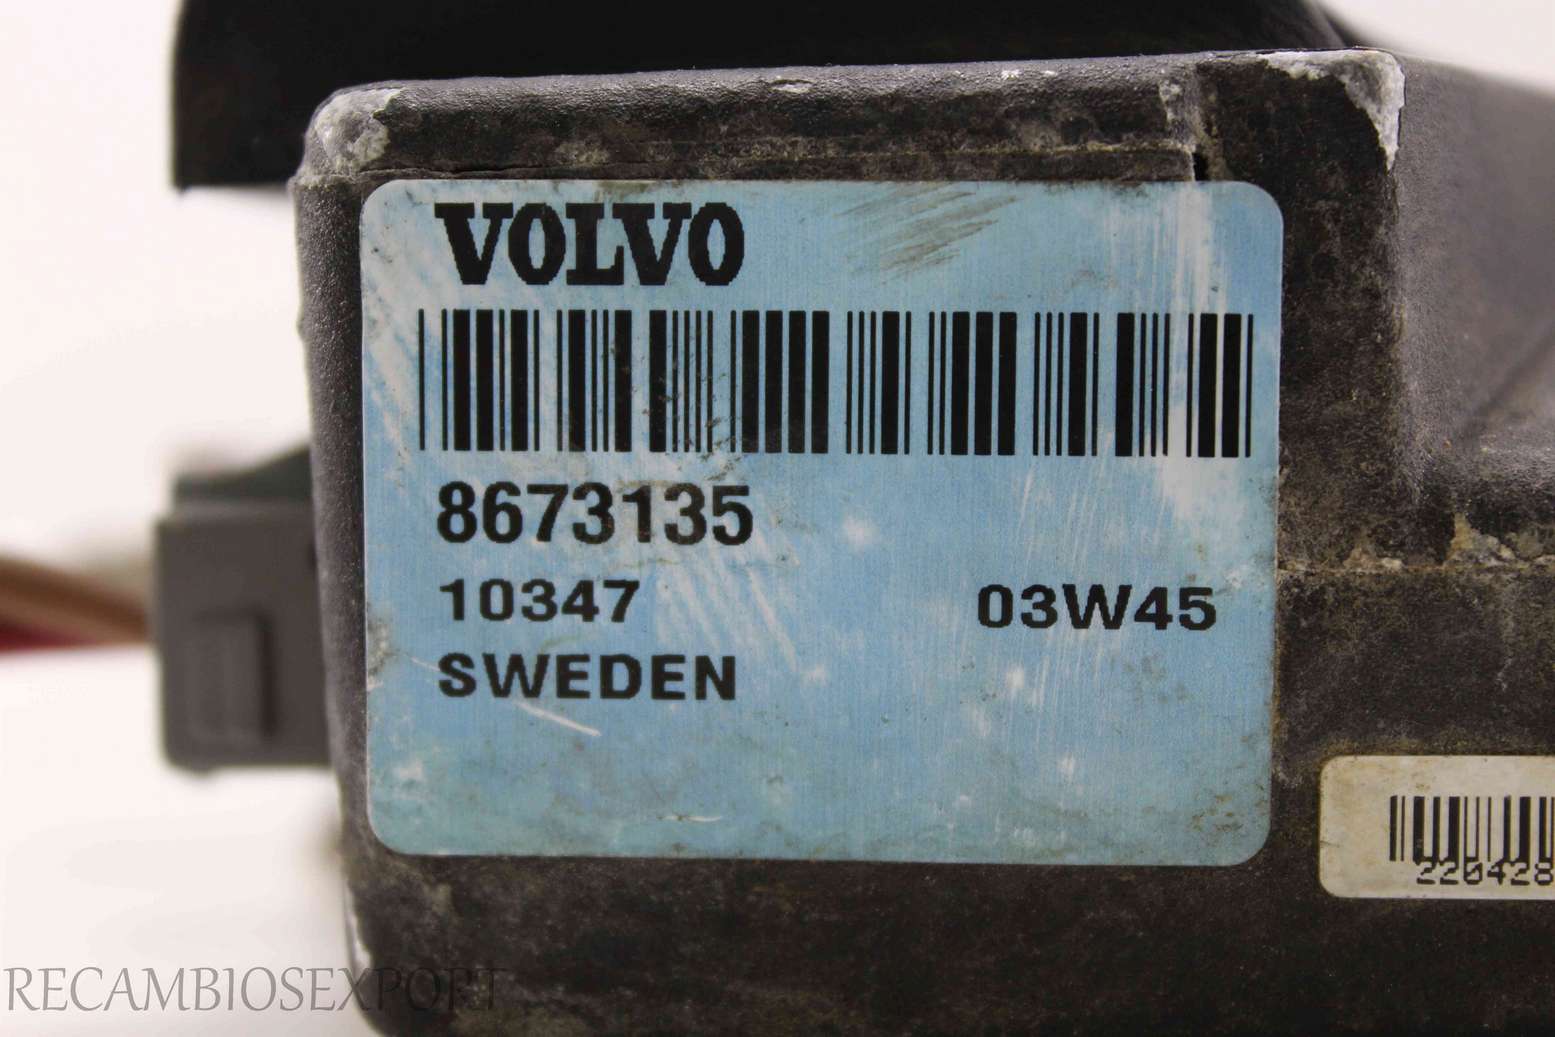 VOLVO
8673135
10347
03W45
SWEDEN
220428
RECAMBIOSEXPORT